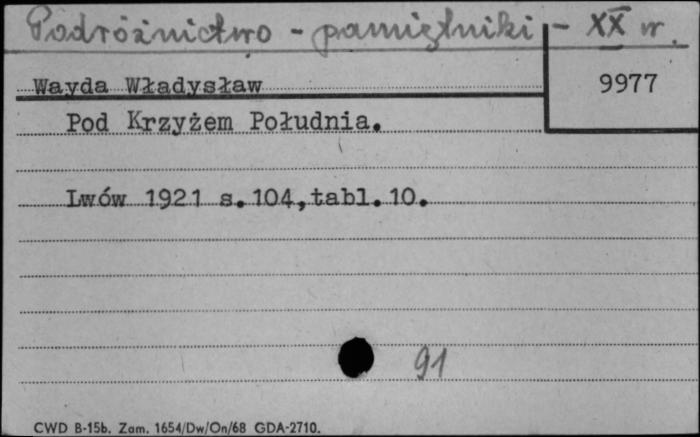 Podróżnictwo - pamiętniki - XX w.
Wayda Władysław
9977
Pod Krzyżem Południa.
Lwów 1921 s.104,tabl.10.
91
CWD B-15b. Zam. 1654/Dw/On/68 GDA-2710.